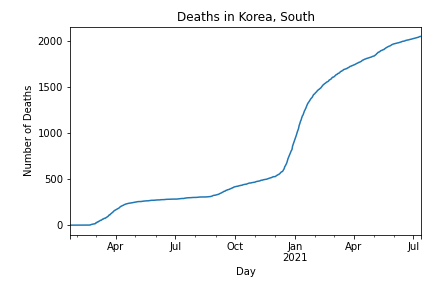 Deaths in Korea, South
2000
1500
1000
500
0
Number of Deaths
Apr
Jul
Oct
Jan
2021
Apr
Jul
Day